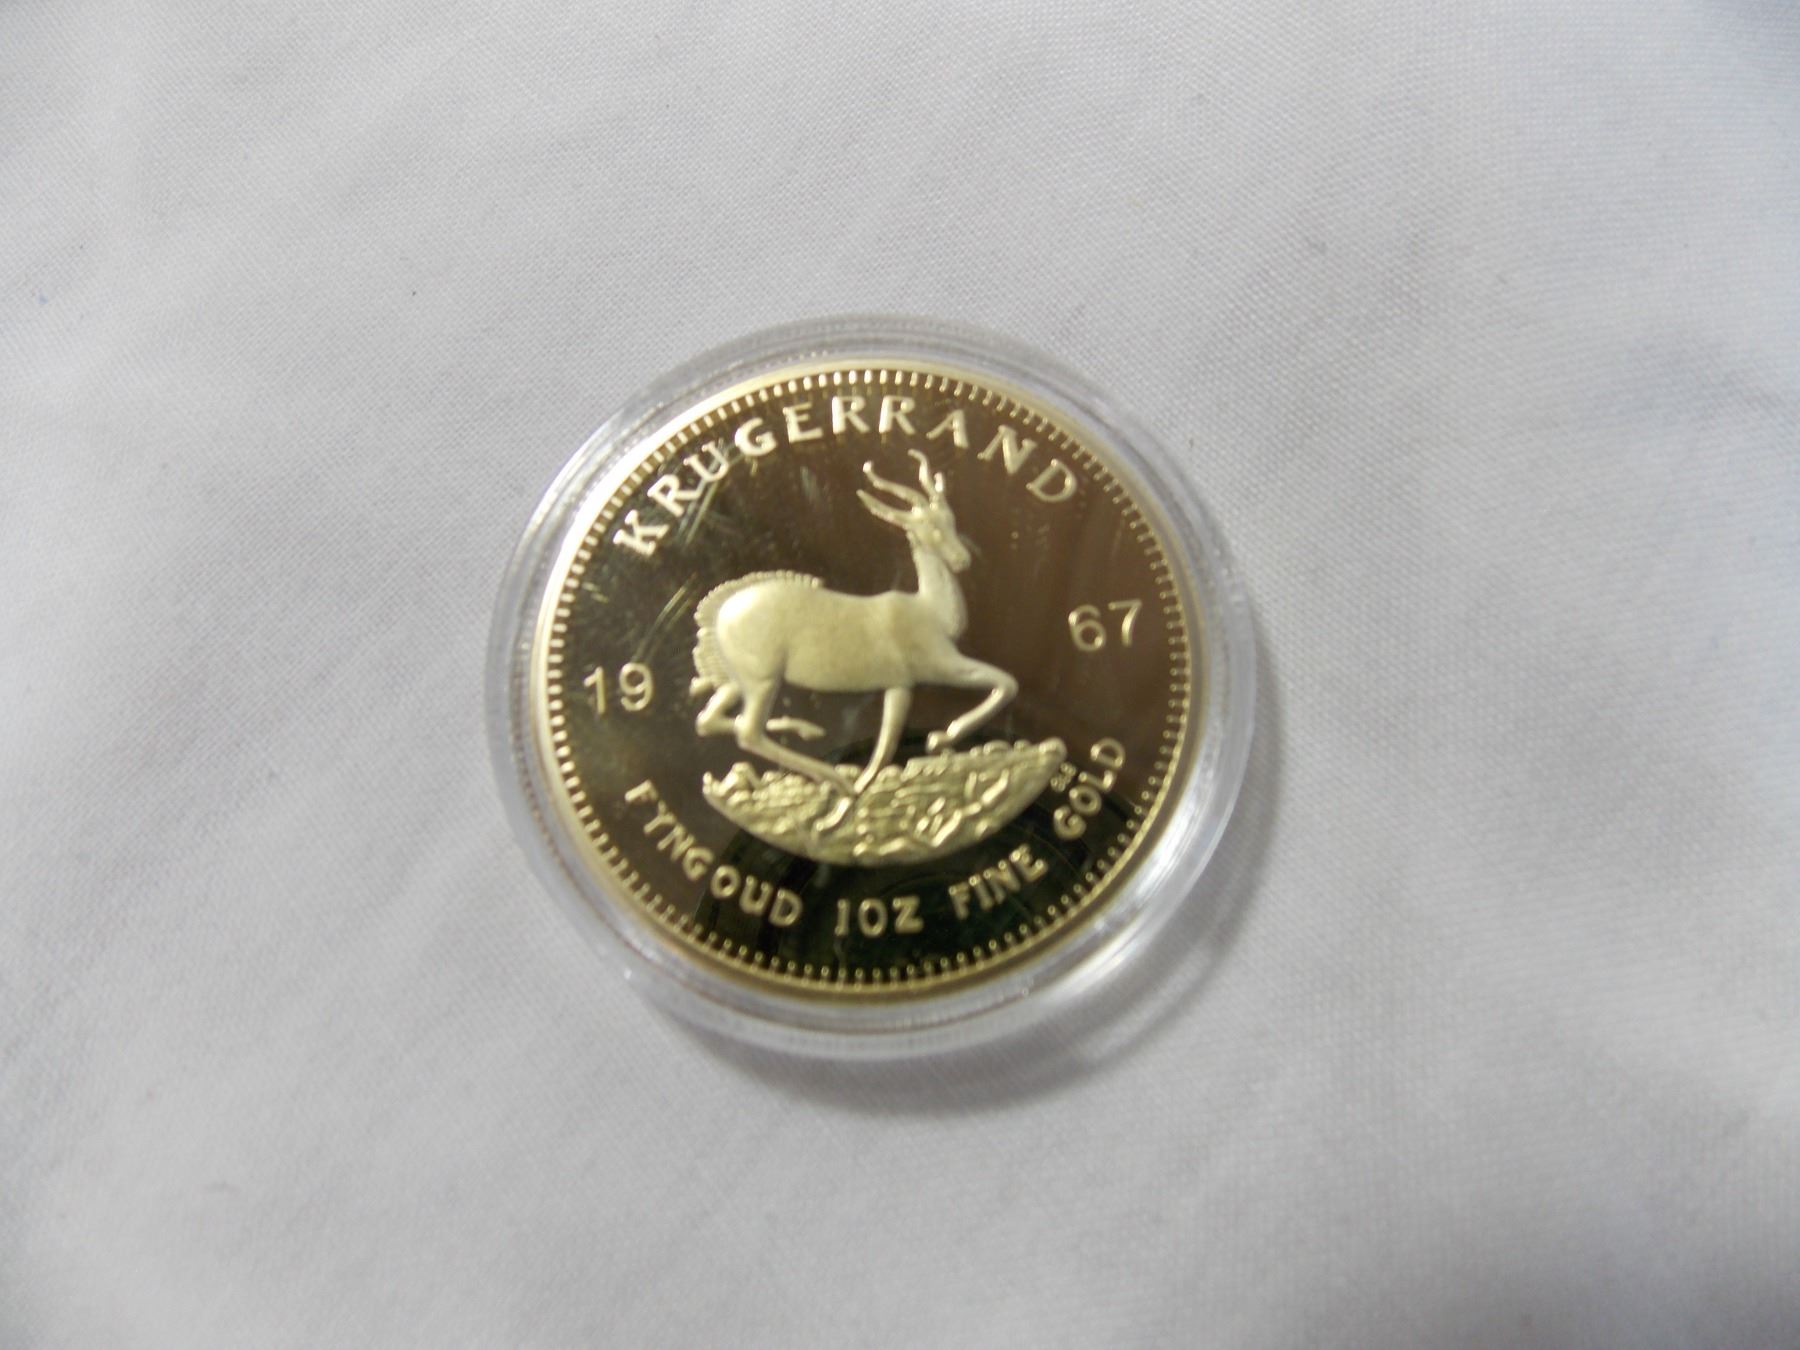 KRUGERRAND
19 67
FYNGOUD 1OZ FINE GOLD